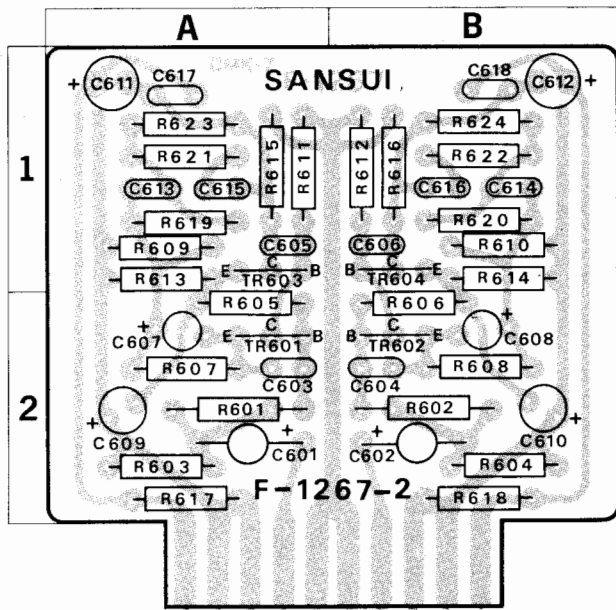 A B
C617 C618
C611 + SANSUI C612 +
R623 R624
R615 R611 R612 R616
R621 R622
1
C613 C615 C616 C614
R619 R620
R609 C605 C606 R610
E C B B C E
R613 TR603 TR604 R614
R605 R606
+ +
C607 E C B B C E C608
TR601 TR602
R607 C603 C604 R608
2
R601 R602
+ C609 + C601 C602 + C610 +
R603 R604
R617 F-1267-2 R618